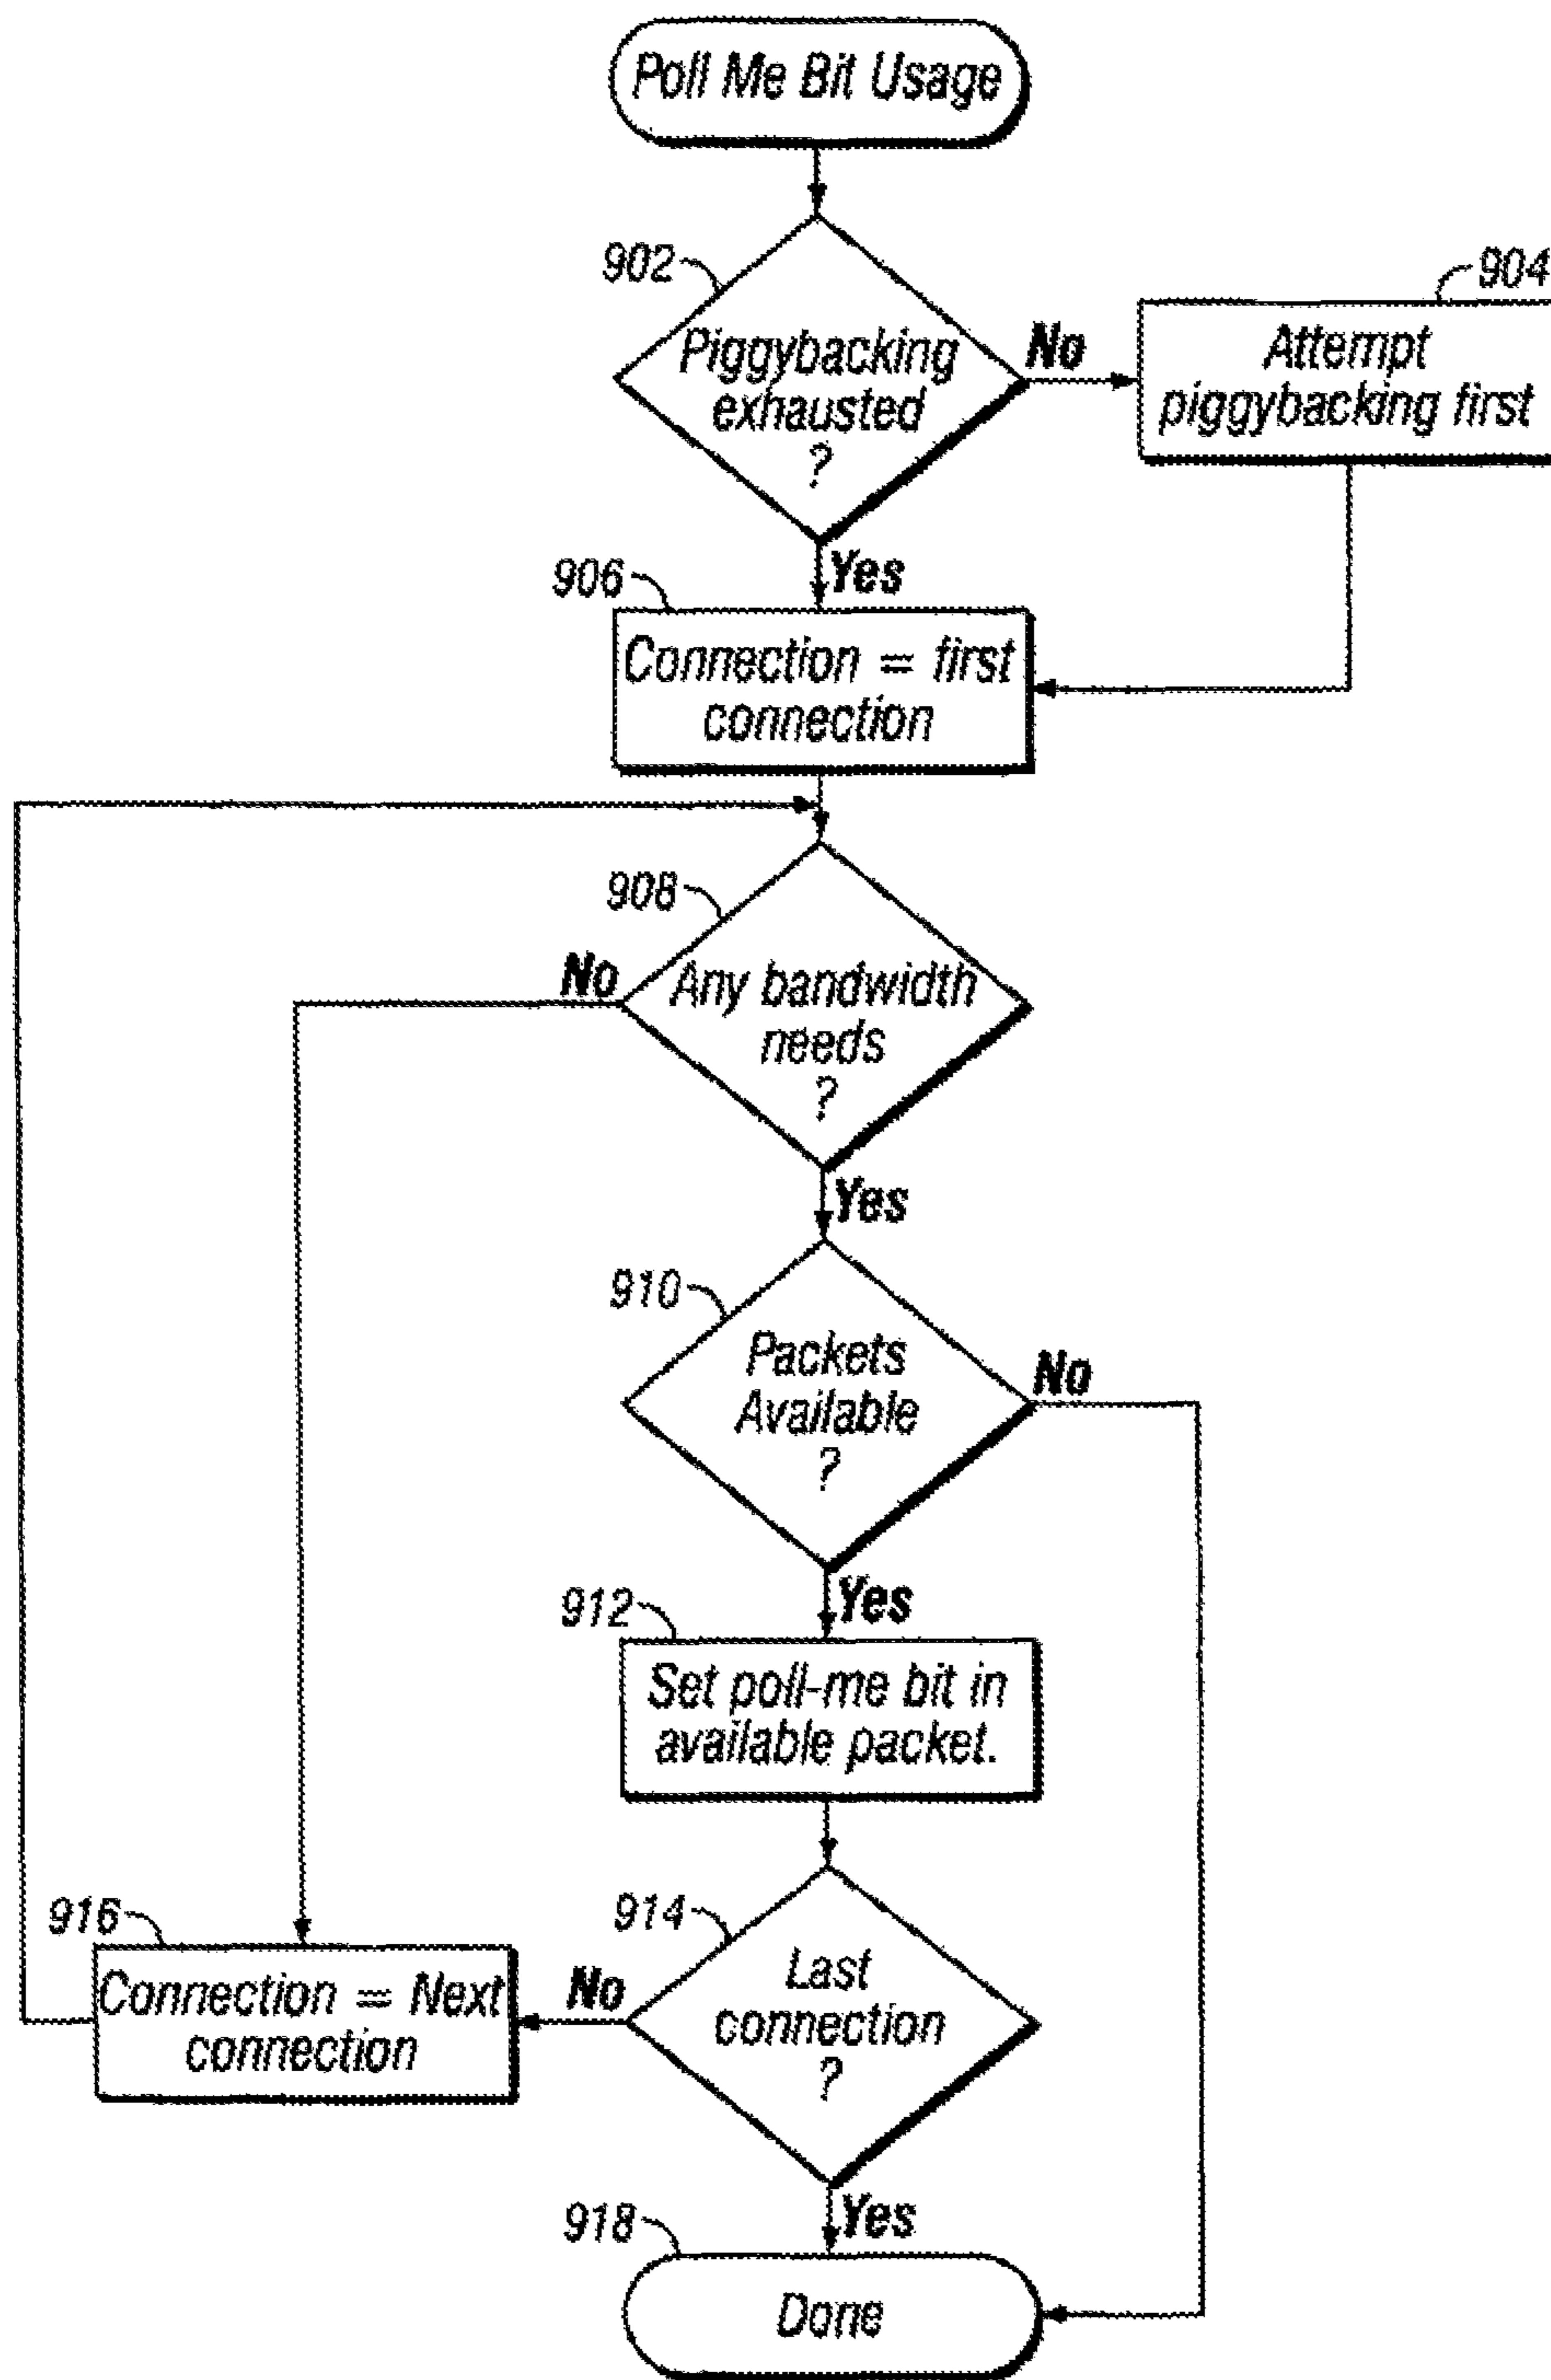 Poll Me Bit Usage
902
Piggybacking
exhausted
?
No
904
Attempt
piggybacking first
Yes
906
Connection = first
connection
908
No
Any bandwidth
needs
?
Yes
910
Packets
Available
?
No
Yes
912
Set poll-me bit in
available packet.
914
Last
connection
?
No
916
Connection = Next
connection
Yes
918
Done